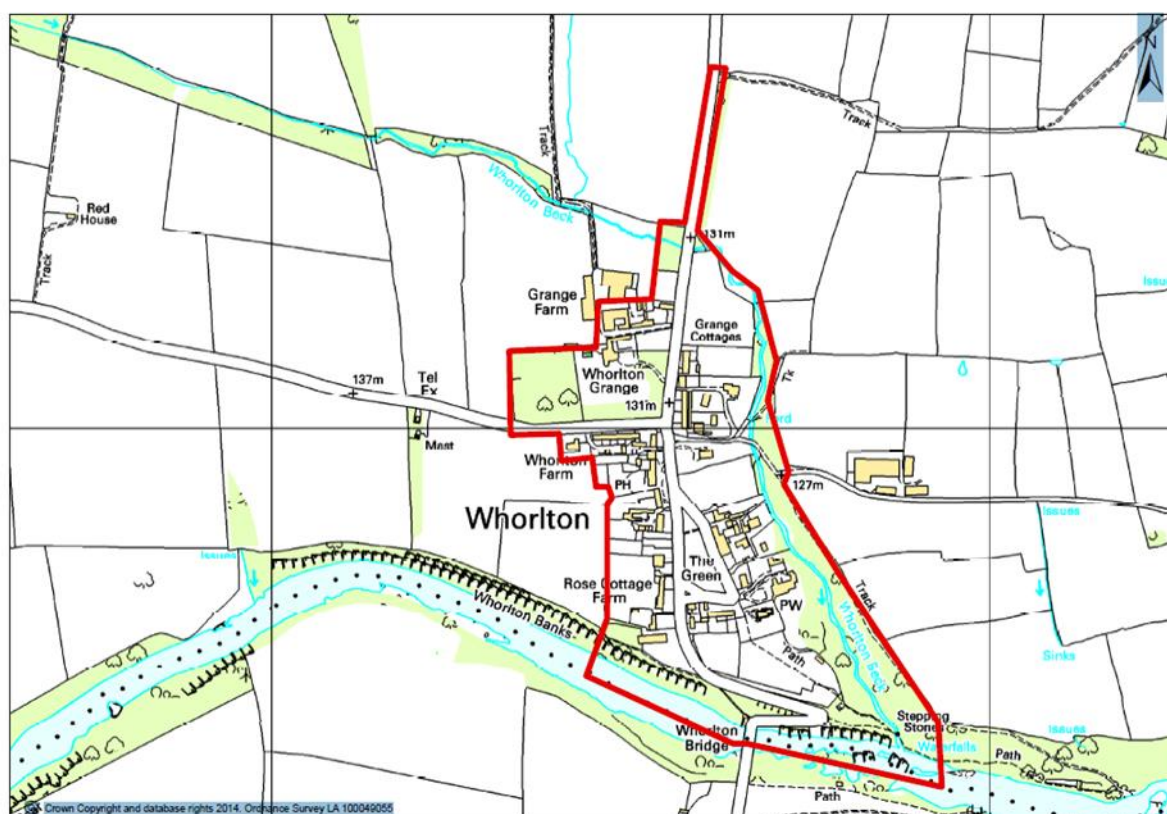 N
Track
Track
Whorlton Beck
Red
House
Track
131m
Issues
Grange
Farm
Grange
Cottages
Whorlton
Grange
Tk
137m
Tel
Ex
131m
Mast
Whorlton
Farm
PH
127m
Whorlton
Issues
Issues
The
Green
Rose Cottage
Farm
Track
Whorlton Banks
PW
Whorlton Beck
Path
Sinks
Stepping
Stones
Whorlton
Bridge
Waterfalls
Issues
Path
Path
Crown Copyright and database rights 2014. Ordnance Survey LA 100049055